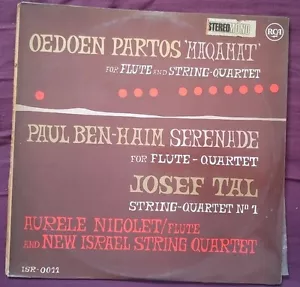 STEREO MONO
RCA
OEDOEN PARTOS 'MAQAMAT'
FOR FLUTE AND STRING-QUARTET
PAUL BEN-HAIM SERENADE
FOR FLUTE-QUARTET
JOSEF TAL
STRING-QUARTET No 1
AURELE NICOLET/FLUTE
AND NEW ISRAEL STRING QUARTET
ISR-0011